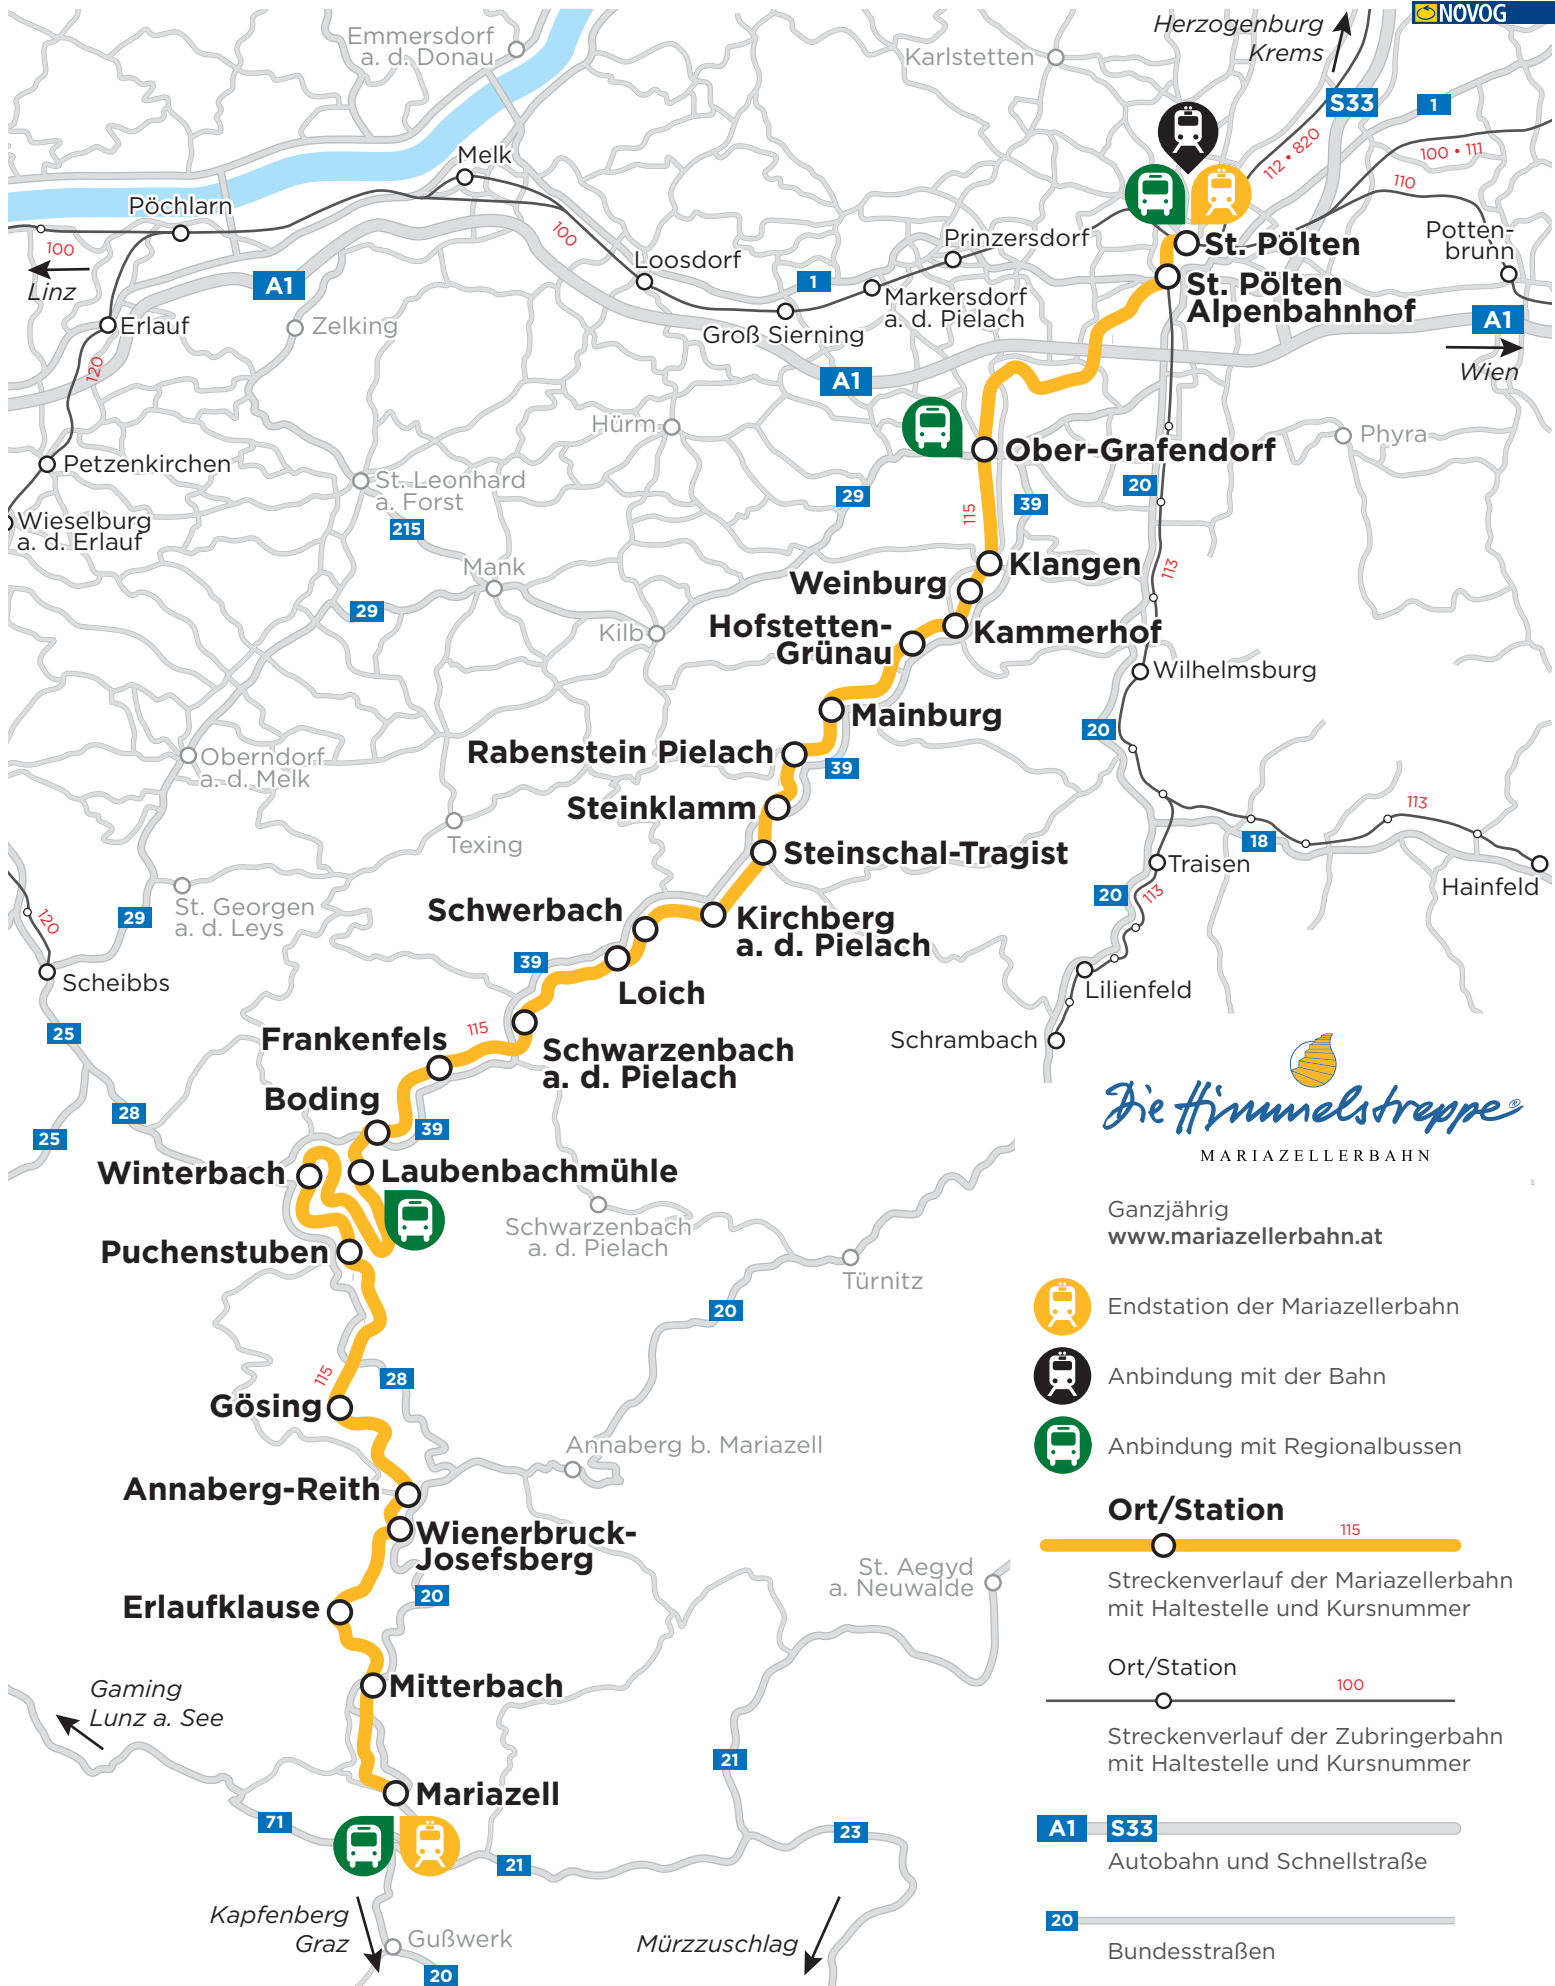 NÖVOG
Herzogenburg
Krems
Emmersdorf
a. d. Donau
Karlstetten
S33
1
112 • 820
100 • 111
110
Melk
Pöchlarn
100
Linz
A1
100
Loosdorf
Prinzersdorf
1
Markersdorf
a. d. Pielach
Groß Sierning
St. Pölten
St. Pölten
Alpenbahnhof
Potten-
brunn
A1
Wien
Erlauf
Zelking
120
A1
Hürm
Phyra
Ober-Grafendorf
Petzenkirchen
St. Leonhard
a. Forst
215
29
39
20
115
Wieselburg
a. d. Erlauf
Mank
29
Kilb
Klangen
Weinburg
Hofstetten-
Grünau
Kammerhof
113
Wilhelmsburg
Mainburg
20
Rabenstein Pielach
39
Oberndorf
a. d. Melk
Steinklamm
Texing
Steinschal-Tragist
113
18
Traisen
Hainfeld
20
113
St. Georgen
a. d. Leys
29
120
Scheibbs
Schwerbach
Kirchberg
a. d. Pielach
39
Loich
Lilienfeld
Schrambach
25
Frankenfels
115
Schwarzenbach
a. d. Pielach
Boding
28
25
39
Winterbach
Laubenbachmühle
Puchenstuben
Schwarzenbach
a. d. Pielach
Türnitz
20
115
28
Gösing
Annaberg b. Mariazell
Annaberg-Reith
Wienerbruck-
Josefsberg
20
St. Aegyd
a. Neuwalde
Erlaufklause
Mitterbach
Gaming
Lunz a. See
21
Mariazell
71
23
21
Kapfenberg
Graz
Gußwerk
20
Mürzzuschlag
Die Himmelstreppe®
MARIAZELLERBAHN
Ganzjährig
www.mariazellerbahn.at
Endstation der Mariazellerbahn
Anbindung mit der Bahn
Anbindung mit Regionalbussen
Ort/Station
115
Streckenverlauf der Mariazellerbahn
mit Haltestelle und Kursnummer
Ort/Station
100
Streckenverlauf der Zubringerbahn
mit Haltestelle und Kursnummer
A1 S33
Autobahn und Schnellstraße
20
Bundesstraßen